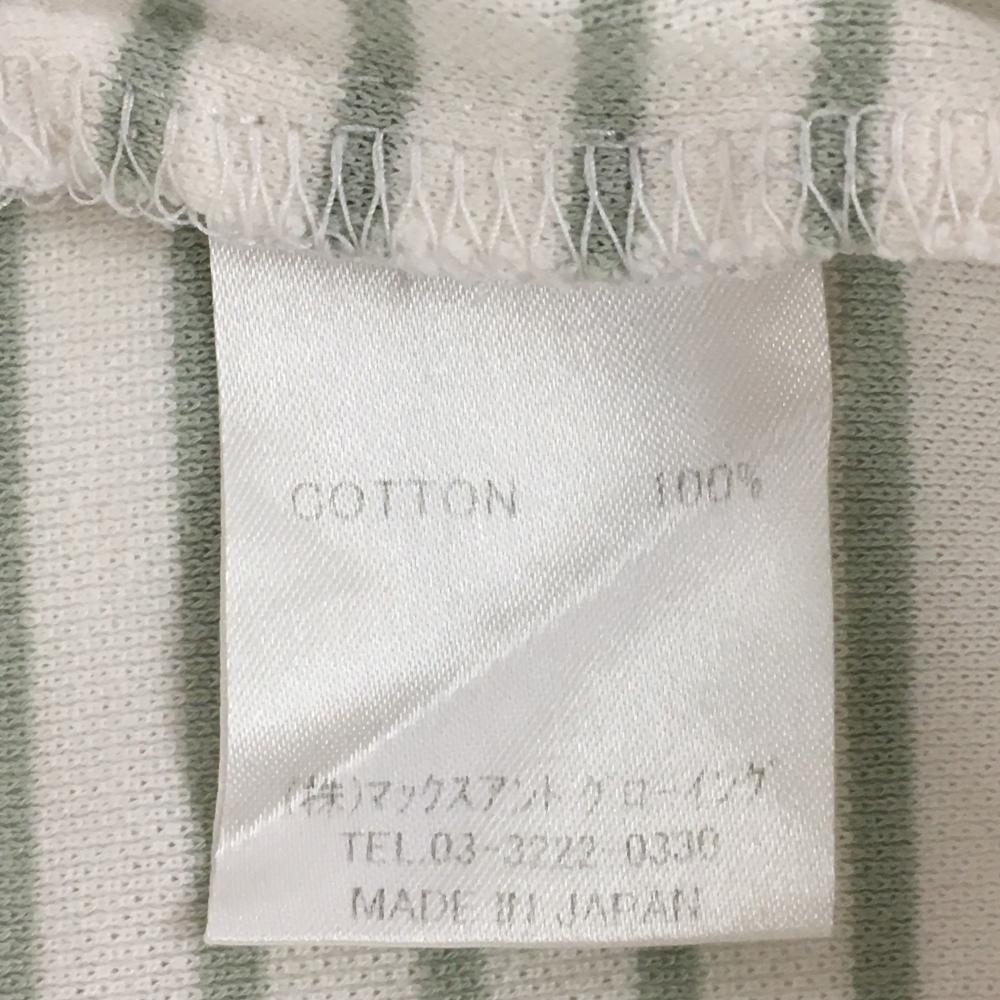 COTTON 100%
(株)マックスアンドグローイング
TEL.03-3222-0330
MADE IN JAPAN